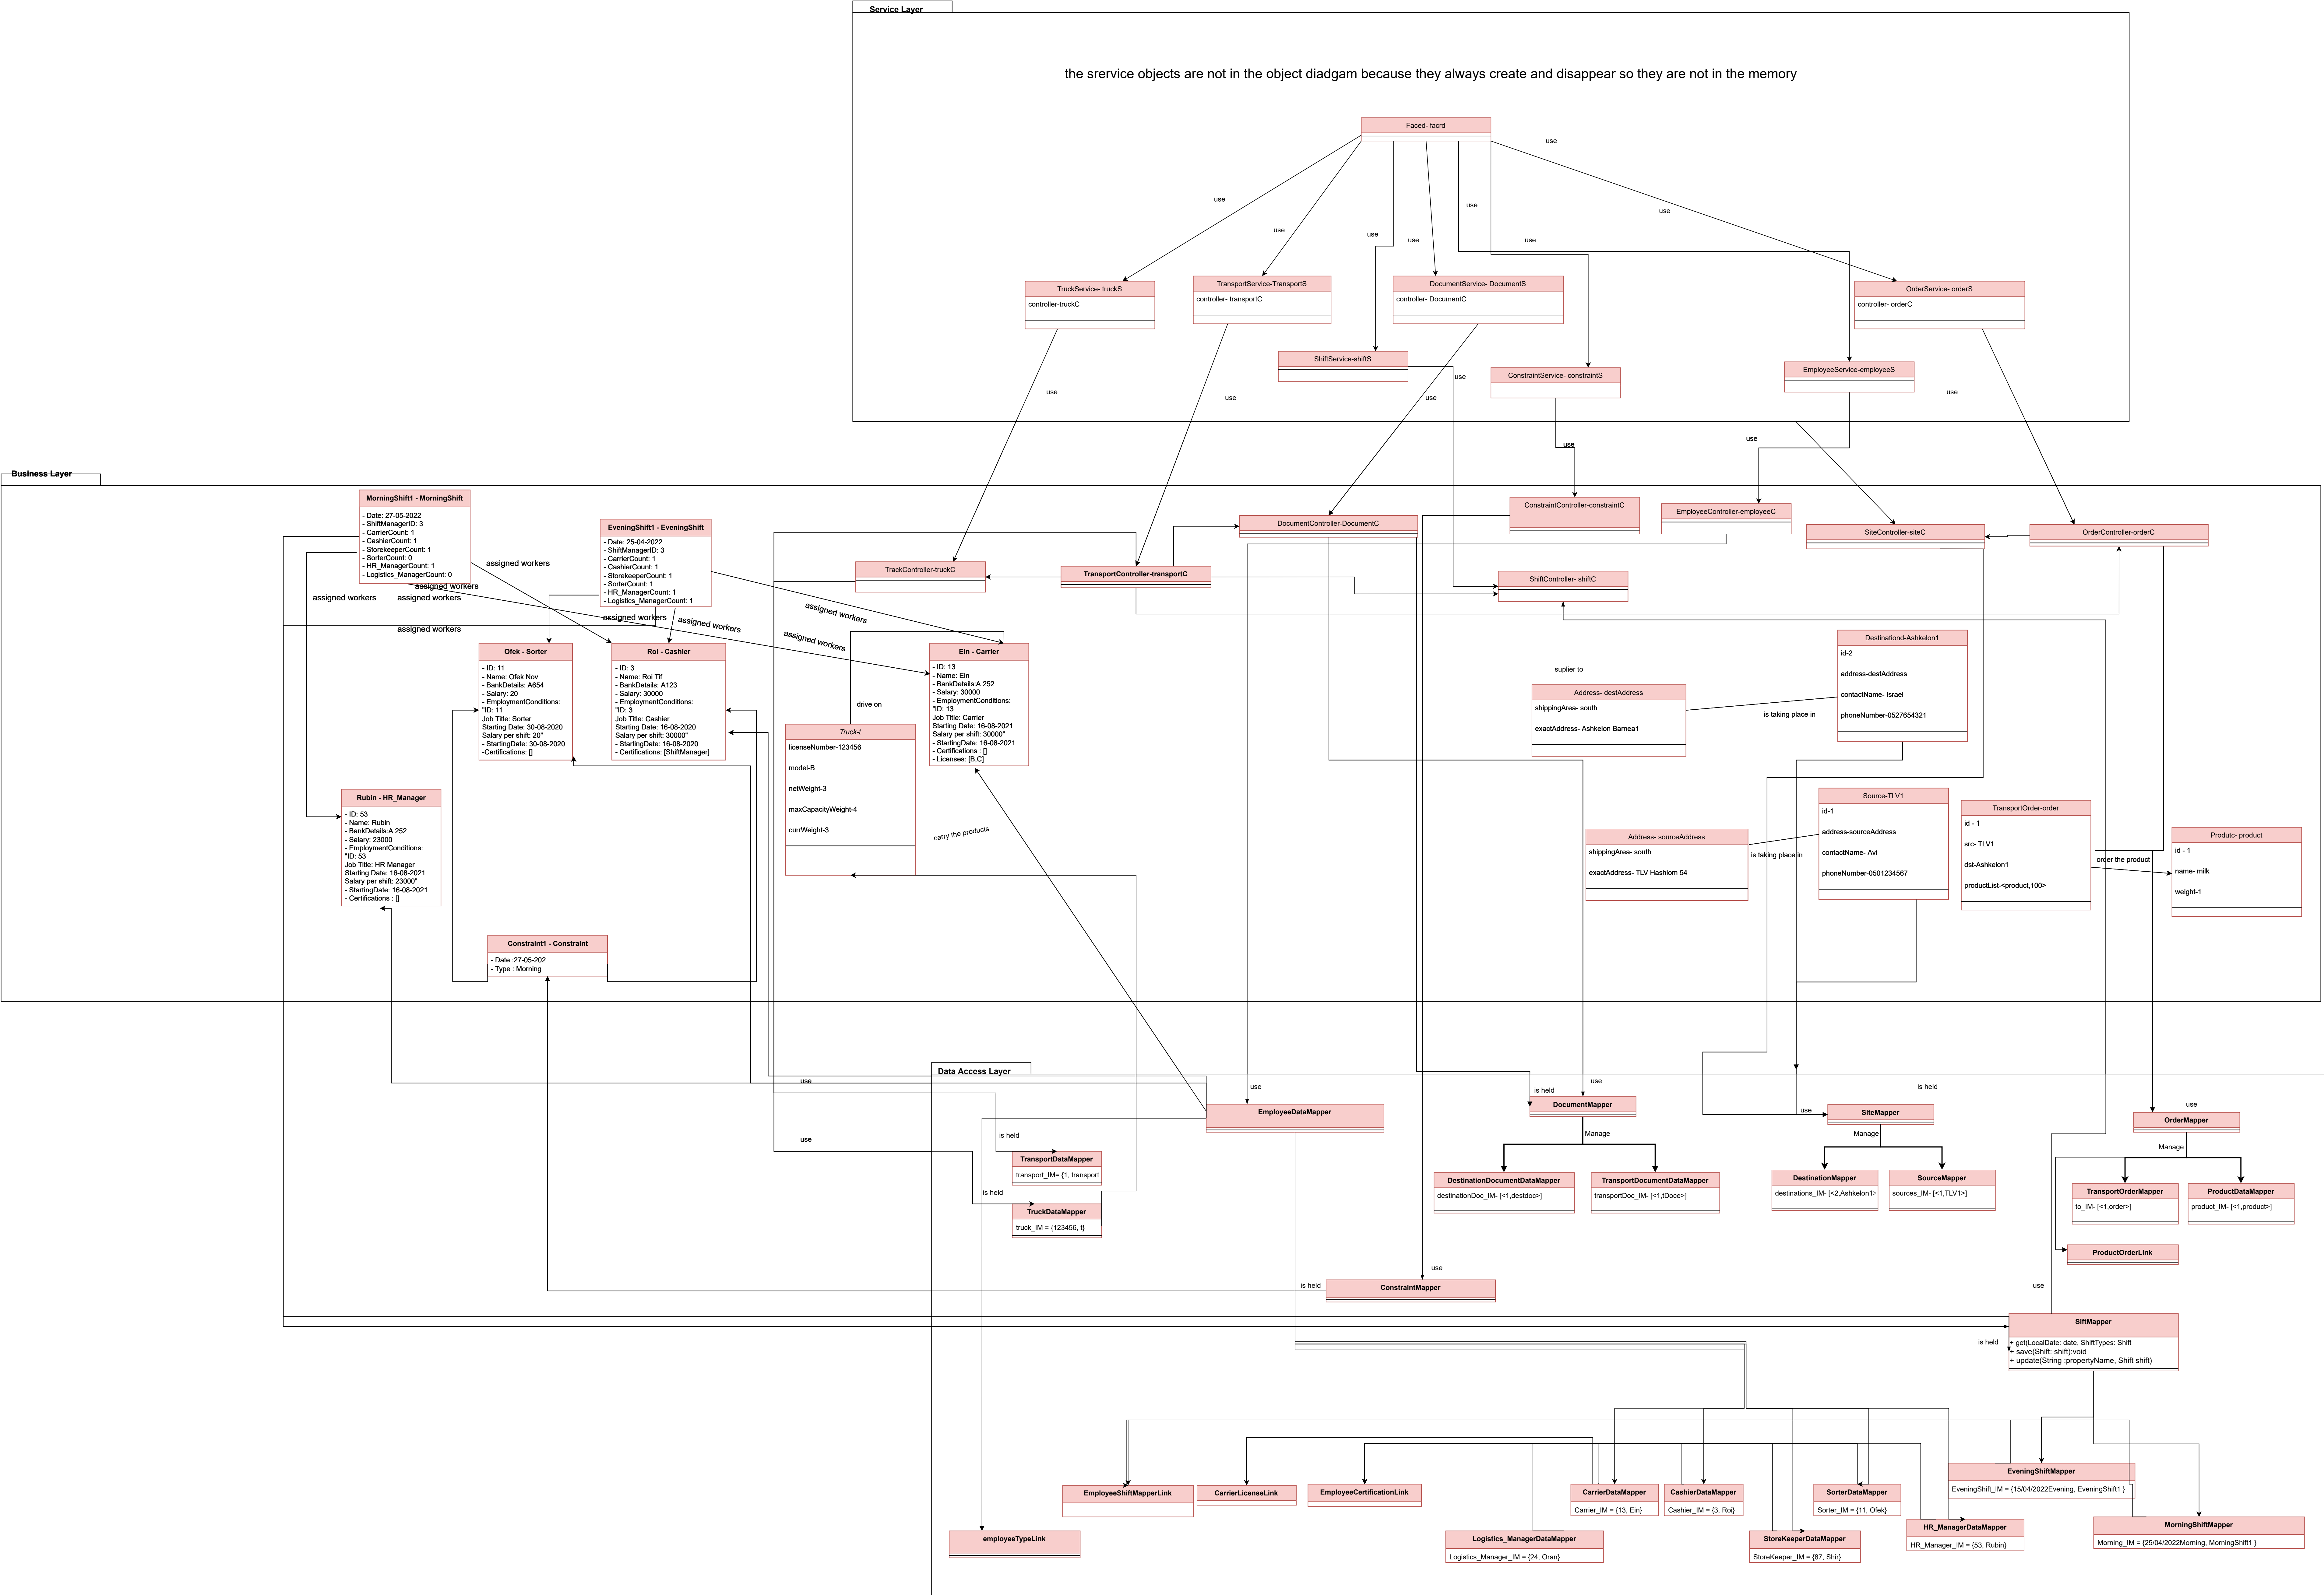 Service Layer
the srervice objects are not in the object diadgam because they always create and disappear so they are not in the memory
Faced- facrd
use
use
use
use
use
use
use
use
TruckService- truckS
controller-truckC
TransportService-TransportS
controller- transportC
DocumentService- DocumentS
controller- DocumentC
OrderService- orderS
controller- orderC
ShiftService-shiftS
ConstraintService- constraintS
EmployeeService-employeeS
use
use
use
use
use
use
use
Business Layer
MorningShift1 - MorningShift
- Date: 27-05-2022
- ShiftManagerID: 3
- CarrierCount: 1
- CashierCount: 1
- StorekeeperCount: 1
- SorterCount: 0
- HR_ManagerCount: 1
- Logistics_ManagerCount: 0
EveningShift1 - EveningShift
- Date: 25-04-2022
- ShiftManagerID: 3
- CarrierCount: 1
- CashierCount: 1
- StorekeeperCount: 1
- SorterCount: 1
- HR_ManagerCount: 1
- Logistics_ManagerCount: 1
assigned workers
assigned workers
assigned workers
assigned workers
assigned workers
assigned workers
assigned workers
assigned workers
assigned workers
TrackController-truckC
TransportController-transportC
DocumentController-DocumentC
ConstraintController-constraintC
EmployeeController-employeeC
SiteController-siteC
OrderController-orderC
ShiftController- shiftC
Ofek - Sorter
- ID: 11
- Name: Ofek Nov
- BankDetails: A654
- Salary: 20
- EmploymentConditions:
"ID: 11
Job Title: Sorter
Starting Date: 30-08-2020
Salary per shift: 20"
- StartingDate: 30-08-2020
-Certifications: []
Roi - Cashier
- ID: 3
- Name: Roi Tif
- BankDetails: A123
- Salary: 30000
- EmploymentConditions:
"ID: 3
Job Title: Cashier
Starting Date: 16-08-2020
Salary per shift: 30000"
- StartingDate: 16-08-2020
- Certifications: [ShiftManager]
drive on
Ein - Carrier
- ID: 13
- Name: Ein
- BankDetails:A 252
- Salary: 30000
- EmploymentConditions:
"ID: 13
Job Title: Carrier
Starting Date: 16-08-2021
Salary per shift: 30000"
- StartingDate: 16-08-2021
- Certifications : []
- Licenses: [B,C]
Truck-t
licenseNumber-123456
model-B
netWeight-3
maxCapacityWeight-4
currWeight-3
carry the products
Rubin - HR_Manager
- ID: 53
- Name: Rubin
- BankDetails:A 252
- Salary: 23000
- EmploymentConditions:
"ID: 53
Job Title: HR Manager
Starting Date: 16-08-2021
Salary per shift: 23000"
- StartingDate: 16-08-2021
- Certifications : []
Constraint1 - Constraint
- Date :27-05-202
- Type : Morning
suplier to
Address- destAddress
shippingArea- south
exactAddress- Ashkelon Barnea1
is taking place in
Destinationd-Ashkelon1
id-2
address-destAddress
contactName- Israel
phoneNumber-0527654321
Address- sourceAddress
shippingArea- south
exactAddress- TLV Hashlom 54
is taking place in
Source-TLV1
id-1
address-sourceAddress
contactName- Avi
phoneNumber-0501234567
TransportOrder-order
id - 1
src- TLV1
dst-Ashkelon1
productList-<product,100>
order the product
Produtc- product
id - 1
name- milk
weight-1
Data Access Layer
use
use
is held
is held
use
EmployeeDataMapper
is held
use
DocumentMapper
Manage
DestinationDocumentDataMapper
destinationDoc_IM- [<1,destdoc>]
TransportDocumentDataMapper
transportDoc_IM- [<1,tDoce>]
use
is held
SiteMapper
Manage
DestinationMapper
destinations_IM- [<2,Ashkelon1>
SourceMapper
sources_IM- [<1,TLV1>]
use
OrderMapper
Manage
TransportOrderMapper
to_IM- [<1,order>]
ProductDataMapper
product_IM- [<1,product>]
ProductOrderLink
TransportDataMapper
transport_IM= {1, transport
TruckDataMapper
truck_IM = {123456, t}
use
is held
ConstraintMapper
use
is held
SiftMapper
+ get(LocalDate: date, ShiftTypes: Shift
+ save(Shift: shift):void
+ update(String :propertyName, Shift shift)
EmployeeShiftMapperLink
CarrierLicenseLink
EmployeeCertificationLink
CarrierDataMapper
Carrier_IM = {13, Ein}
CashierDataMapper
Cashier_IM = {3, Roi}
SorterDataMapper
Sorter_IM = {11, Ofek}
EveningShiftMapper
EveningShift_IM = {15/04/2022Evening, EveningShift1 }
employeeTypeLink
Logistics_ManagerDataMapper
Logistics_Manager_IM = {24, Oran}
StoreKeeperDataMapper
StoreKeeper_IM = {87, Shir}
HR_ManagerDataMapper
HR_Manager_IM = {53, Rubin}
MorningShiftMapper
Morning_IM = {25/04/2022Morning, MorningShift1 }